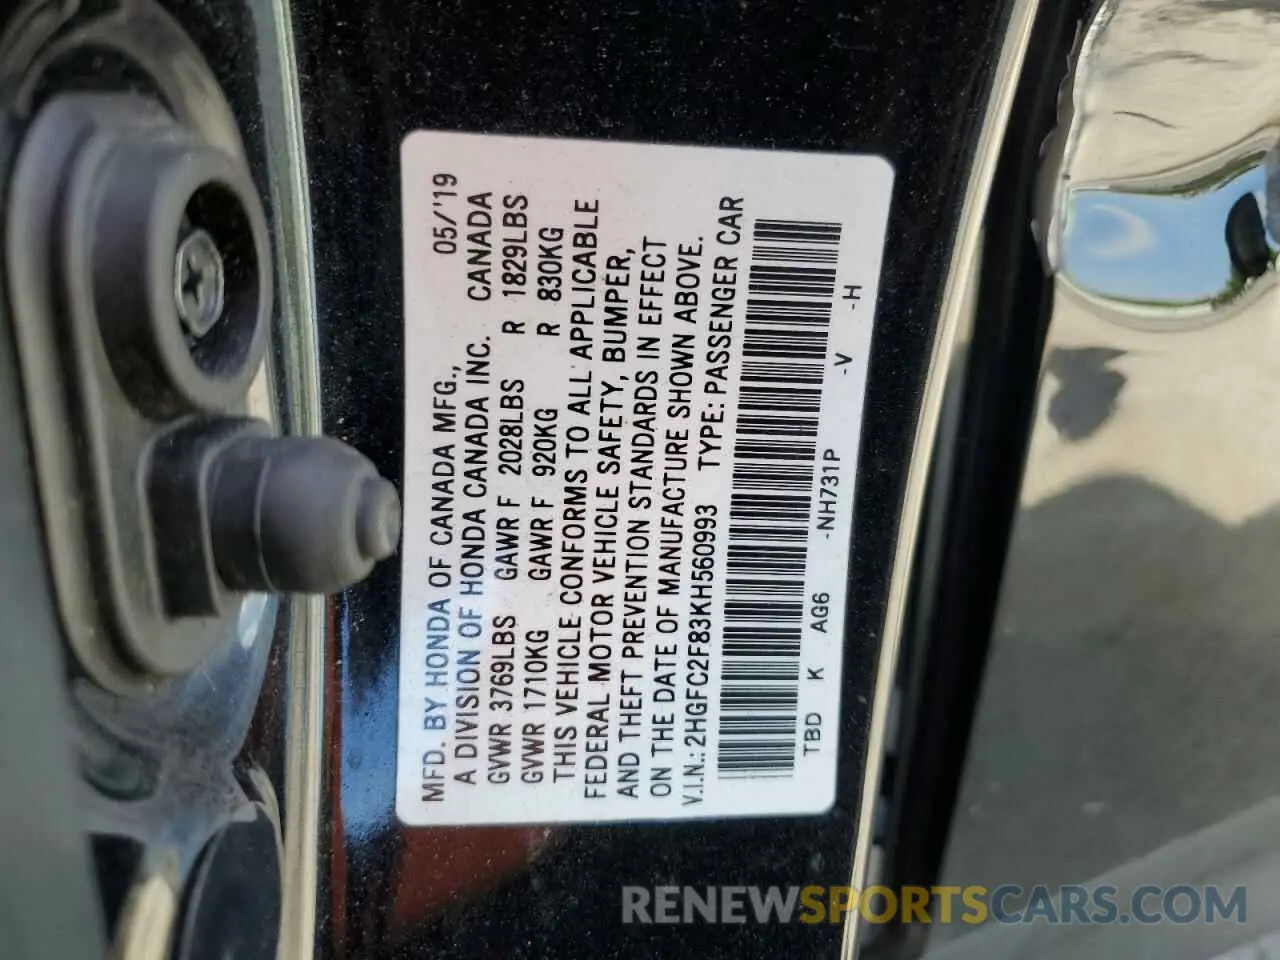 MFD. BY HONDA OF CANADA MFG., 05/'19
A DIVISION OF HONDA CANADA INC. CANADA
GVWR 3769LBS GAWR F 2028LBS R 1829LBS
GVWR 1710KG GAWR F 920KG R 830KG
THIS VEHICLE CONFORMS TO ALL APPLICABLE
FEDERAL MOTOR VEHICLE SAFETY, BUMPER,
AND THEFT PREVENTION STANDARDS IN EFFECT
ON THE DATE OF MANUFACTURE SHOWN ABOVE.
V.I.N.: 2HGFC2F83KH560993 TYPE: PASSENGER CAR
TBD K AG6 -NH731P -V -H
RENEWSPORTSCARS.COM